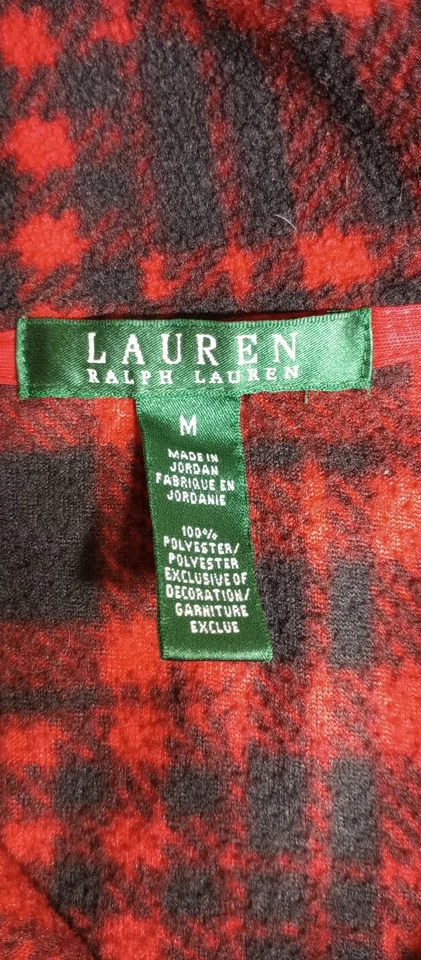 LAUREN
RALPH LAUREN
M
MADE IN
JORDAN
FABRIQUE EN
JORDANIE
100%
POLYESTER/
POLYESTER
EXCLUSIVE OF
DECORATION/
GARNITURE
EXCLUE